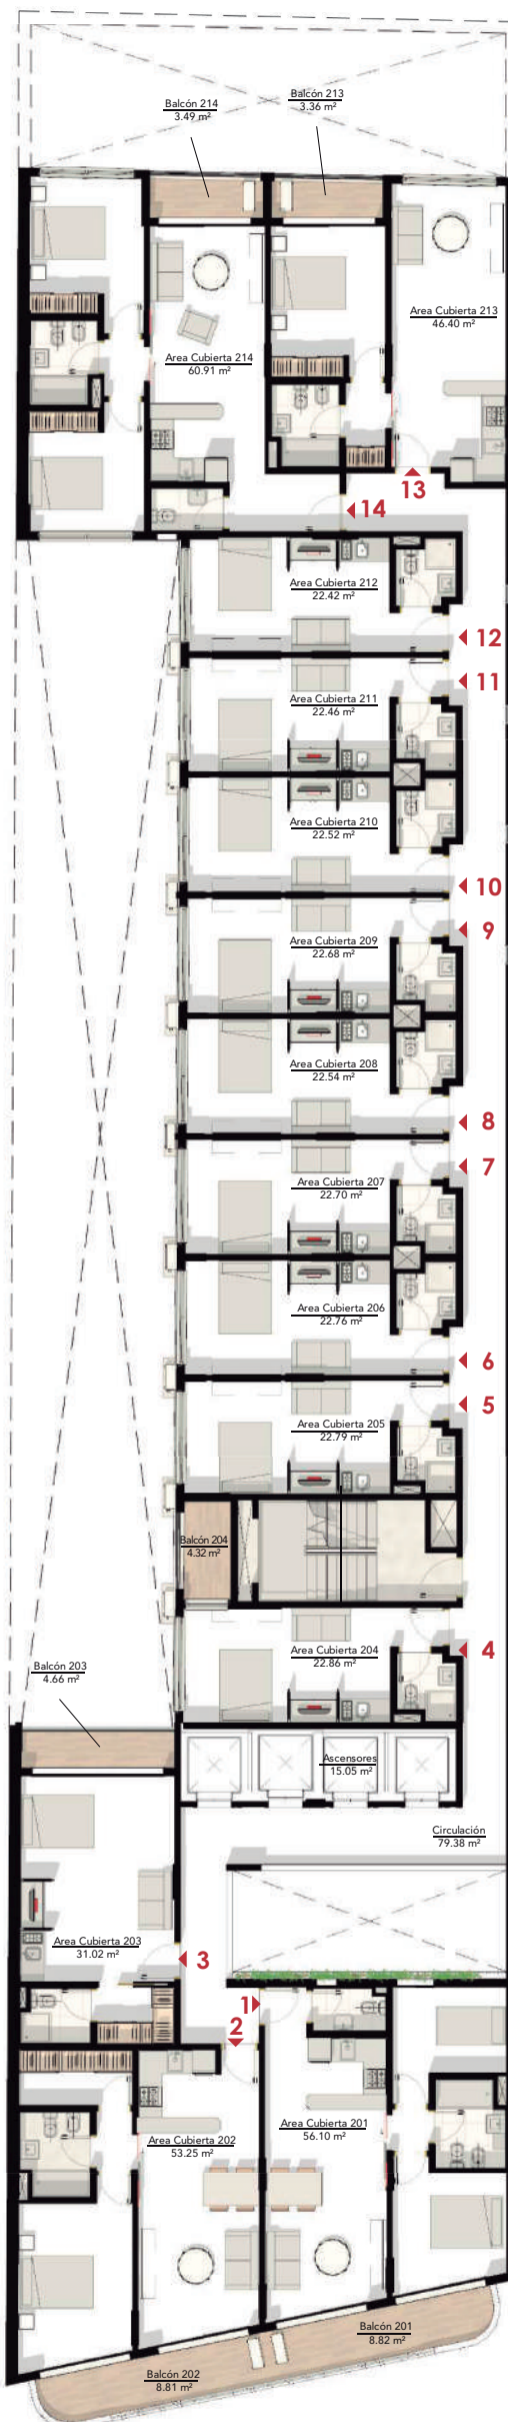 Balcón 214
3.49 m²
Balcón 213
3.36 m²
Area Cubierta 213
46.40 m²
Area Cubierta 214
60.91 m²
13
14
Area Cubierta 212
22.42 m²
12
11
Area Cubierta 211
22.46 m²
Area Cubierta 210
22.52 m²
10
9
Area Cubierta 209
22.68 m²
Area Cubierta 208
22.54 m²
8
7
Area Cubierta 207
22.70 m²
Area Cubierta 206
22.76 m²
6
5
Area Cubierta 205
22.79 m²
Balcón 204
4.32 m²
Area Cubierta 204
22.86 m²
4
Balcón 203
4.66 m²
Ascensores
15.05 m²
Circulación
79.38 m²
Area Cubierta 203
31.02 m²
3
1
2
Area Cubierta 201
56.10 m²
Area Cubierta 202
53.25 m²
Balcón 201
8.82 m²
Balcón 202
8.81 m²